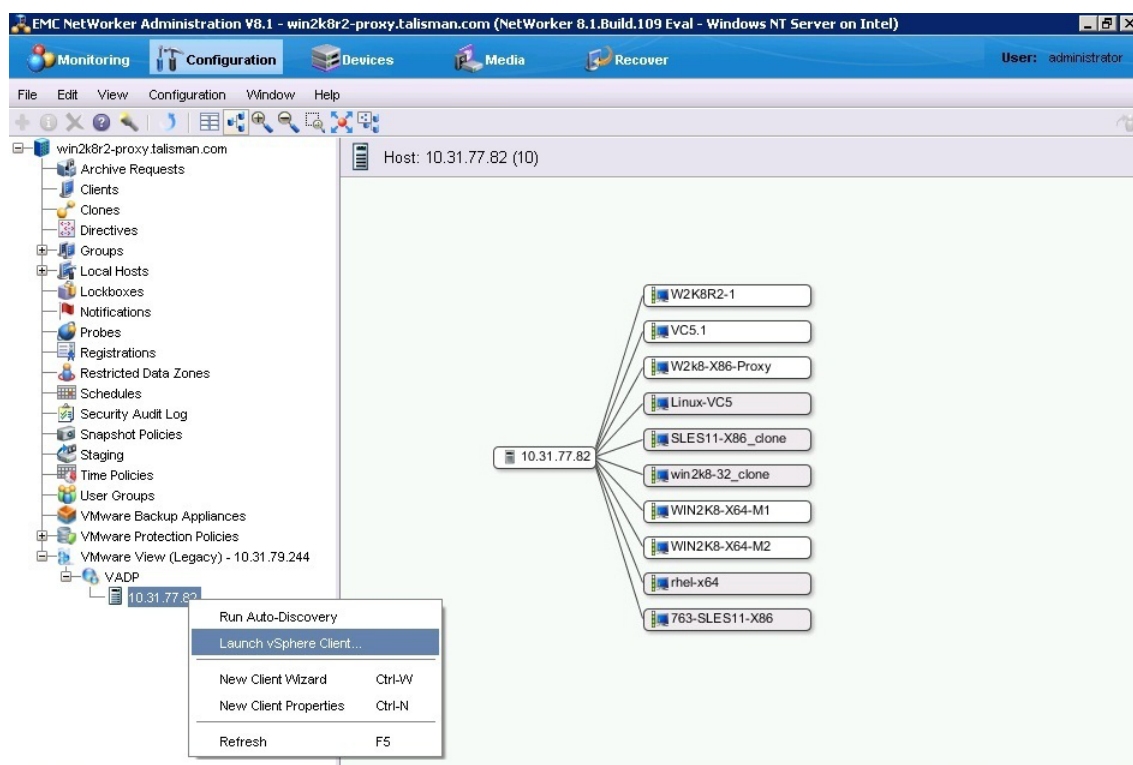 EMC NetWorker Administration V8.1 - win2k8r2-proxy.talisman.com (NetWorker 8.1.Build.109 Eval - Windows NT Server on Intel)
Monitoring Configuration Devices Media Recover User: administrator
File Edit View Configuration Window Help
win2k8r2-proxy.talisman.com
Archive Requests
Clients
Clones
Directives
Groups
Local Hosts
Lockboxes
Notifications
Probes
Registrations
Restricted Data Zones
Schedules
Security Audit Log
Snapshot Policies
Staging
Time Policies
User Groups
VMware Backup Appliances
VMware Protection Policies
VMware View (Legacy) - 10.31.79.244
VADP
10.31.77.82
Run Auto-Discovery
Launch vSphere Client...
New Client Wizard Ctrl-W
New Client Properties Ctrl-N
Refresh F5
Host: 10.31.77.82 (10)
10.31.77.82
W2K8R2-1
VC5.1
W2k8-X86-Proxy
Linux-VC5
SLES11-X86_clone
win2k8-32_clone
WIN2K8-X64-M1
WIN2K8-X64-M2
rhel-x64
763-SLES11-X86